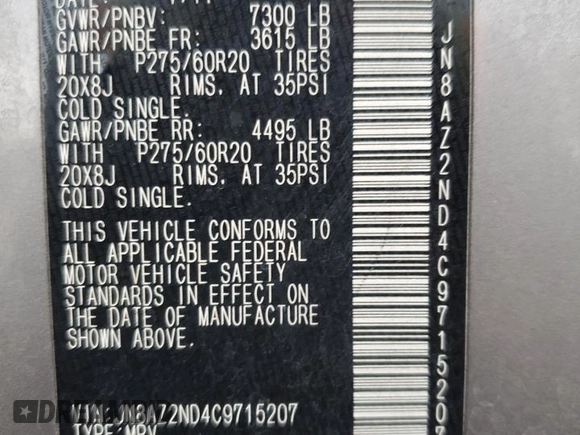 GVWR/PNBV: 7300 LB
GAWR/PNBE FR: 3615 LB
WITH P275/60R20 TIRES
20X8J RIMS, AT 35PSI
COLD SINGLE.
GAWR/PNBE RR: 4495 LB
WITH P275/60R20 TIRES
20X8J RIMS, AT 35PSI
COLD SINGLE.
THIS VEHICLE CONFORMS TO
ALL APPLICABLE FEDERAL
MOTOR VEHICLE SAFETY
STANDARDS IN EFFECT ON
THE DATE OF MANUFACTURE
SHOWN ABOVE.
VIN: JN8AZ2ND4C9715207
TYPE: MPV
JN8AZ2ND4C9715207